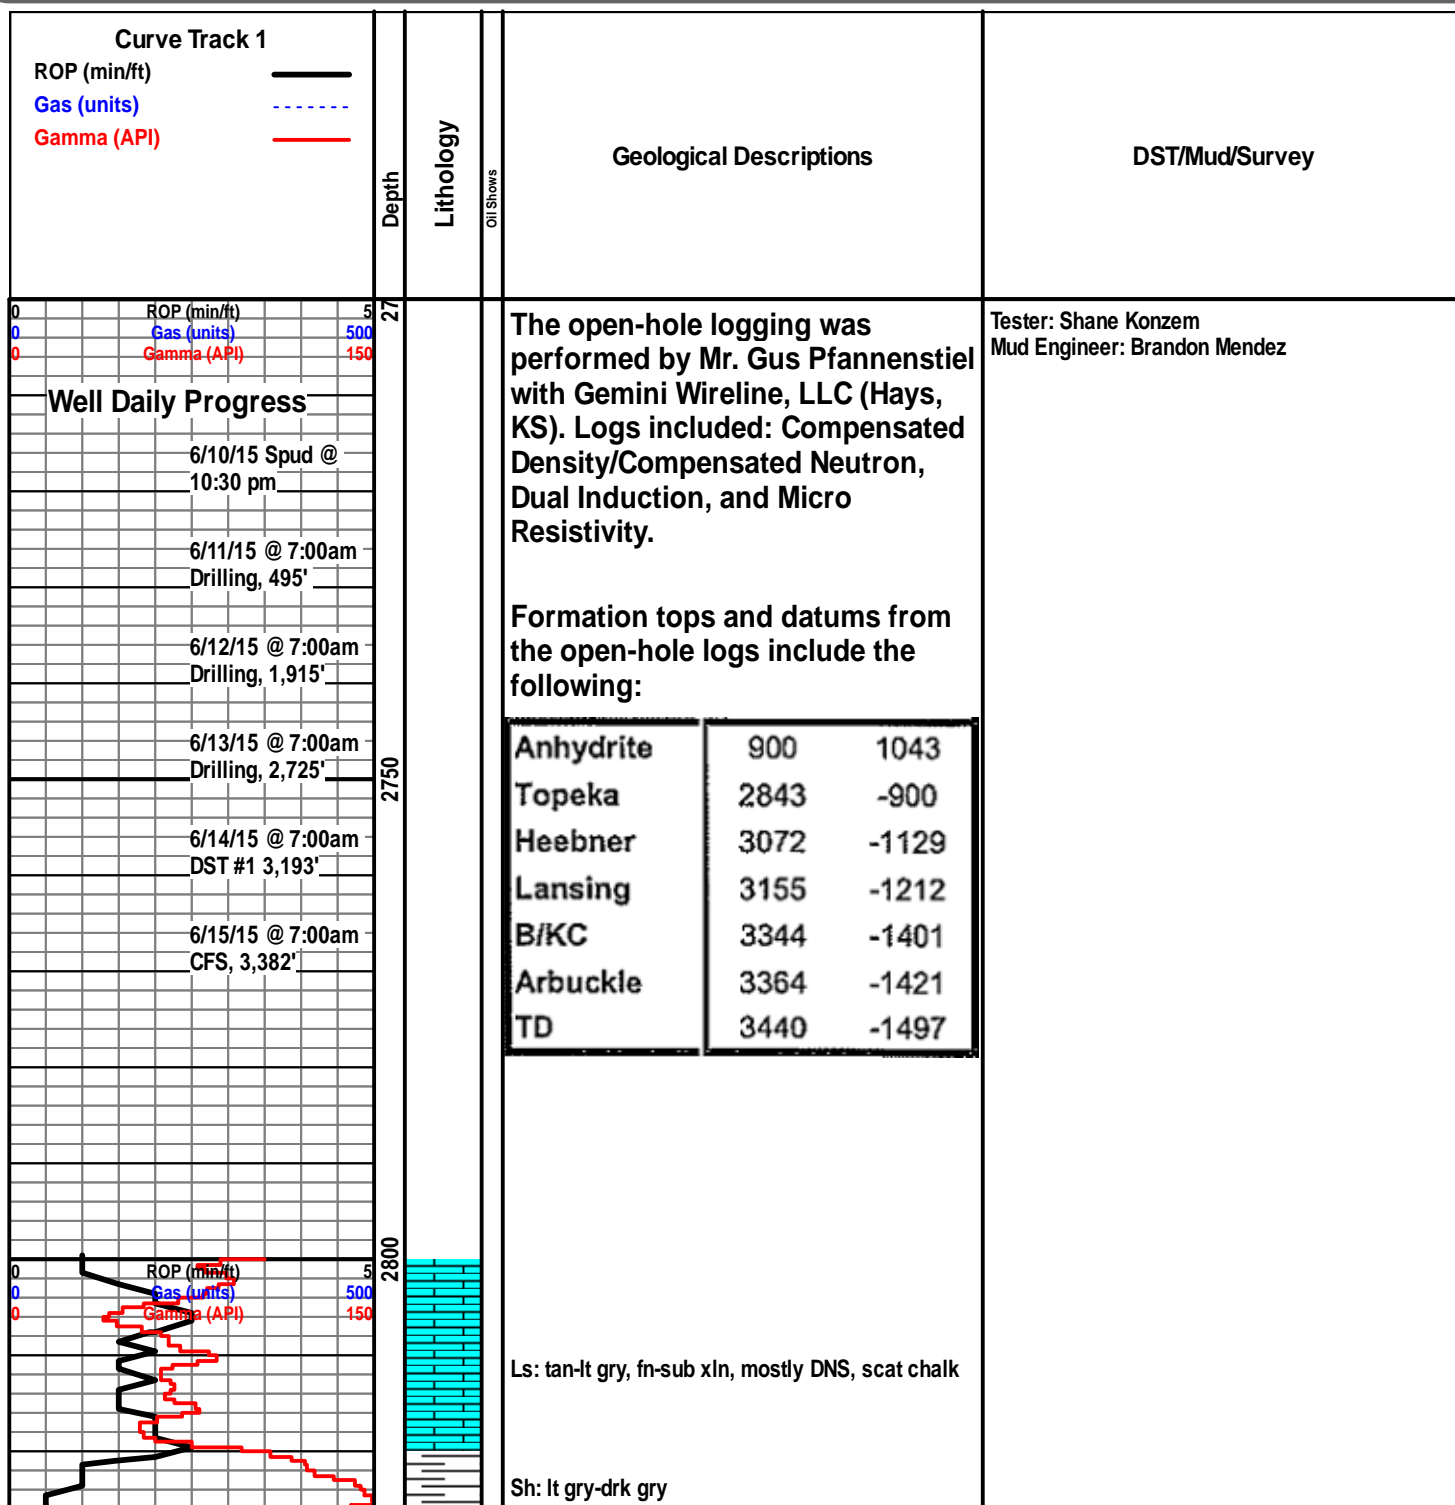 Curve Track 1
ROP (min/ft)
Gas (units)
Gamma (API)
Depth
Lithology
Oil Shows
Geological Descriptions
DST/Mud/Survey
0 ROP (min/ft) 5
0 Gas (units) 500
0 Gamma (API) 150
27
Well Daily Progress
6/10/15 Spud @
10:30 pm
6/11/15 @ 7:00am
Drilling, 495'
6/12/15 @ 7:00am
Drilling, 1,915'
6/13/15 @ 7:00am
Drilling, 2,725'
2750
6/14/15 @ 7:00am
DST #1 3,193'
6/15/15 @ 7:00am
CFS, 3,382'
The open-hole logging was
performed by Mr. Gus Pfannenstiel
with Gemini Wireline, LLC (Hays,
KS). Logs included: Compensated
Density/Compensated Neutron,
Dual Induction, and Micro
Resistivity.
Formation tops and datums from
the open-hole logs include the
following:
Anhydrite 900 1043
Topeka 2843 -900
Heebner 3072 -1129
Lansing 3155 -1212
B/KC 3344 -1401
Arbuckle 3364 -1421
TD 3440 -1497
Tester: Shane Konzem
Mud Engineer: Brandon Mendez
2800
0 ROP (min/ft) 5
0 Gas (units) 500
0 Gamma (API) 150
Ls: tan-lt gry, fn-sub xln, mostly DNS, scat chalk
Sh: lt gry-drk gry